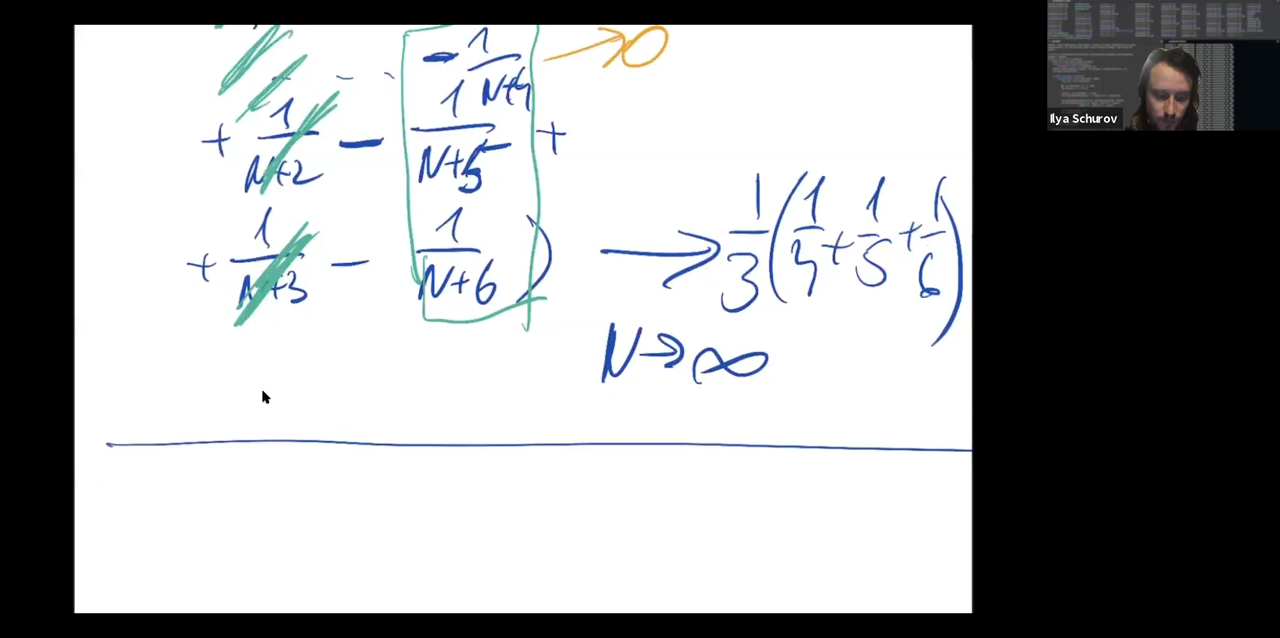 - 1/N+4 → 0
+ 1/N+2 - 1/N+5 +
+ 1/N+3 - 1/N+6 ) → 1/3 (1/4 + 1/5 + 1/6)
N → ∞
Ilya Schurov